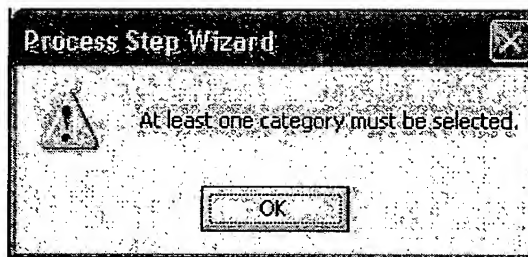 Process Step Wizard
At least one category must be selected.
OK